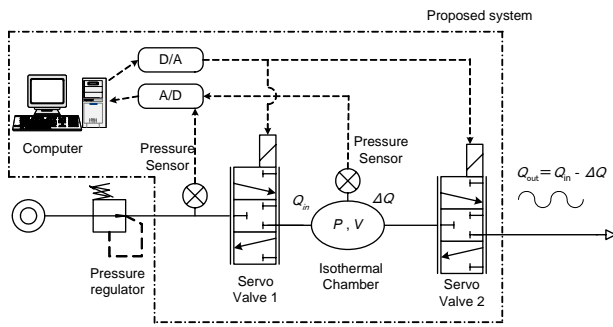 Proposed system
D/A
A/D
Computer
Pressure
Sensor
Pressure
Sensor
Q_in
ΔQ
Q_out = Q_in - ΔQ
P , V
Pressure
regulator
Servo
Valve 1
Isothermal
Chamber
Servo
Valve 2